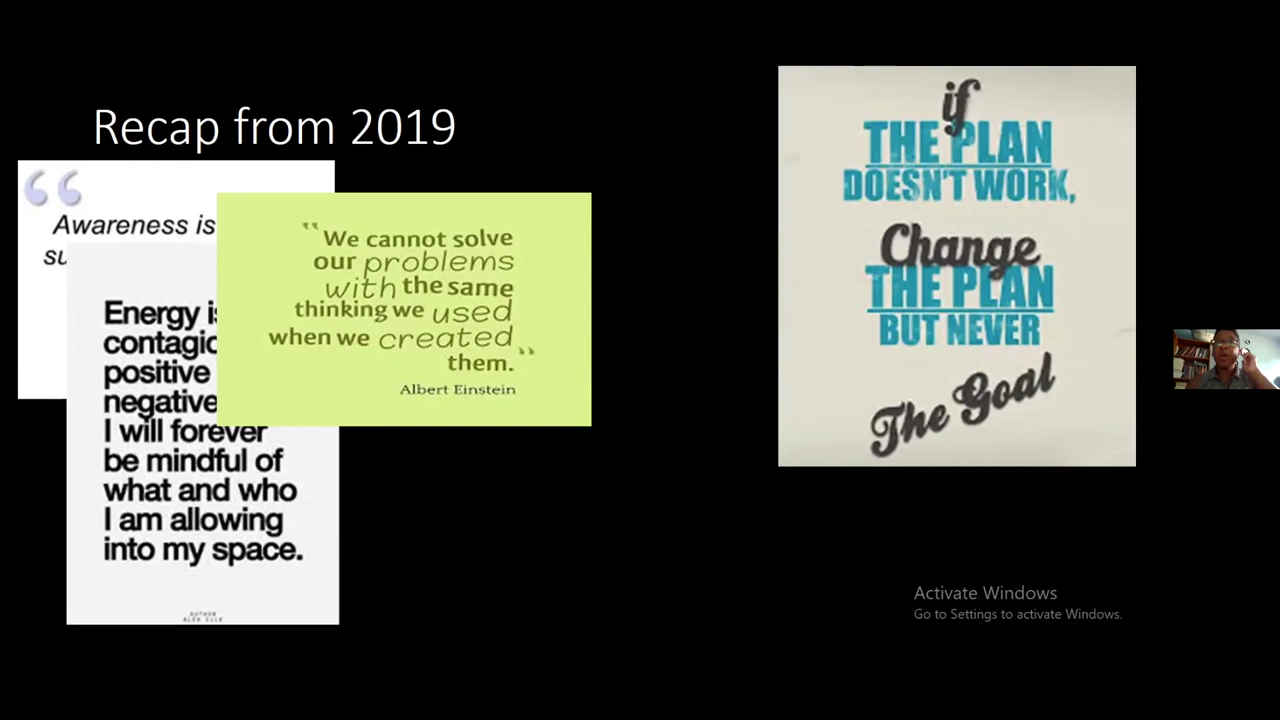 Recap from 2019
“
Awareness is
su
Energy is
contagio
positive
negative
I will forever
be mindful of
what and who
I am allowing
into my space.
AUTHOR
ALEX ELLE
"We cannot solve
our problems
with the same
thinking we used
when we created
them."
Albert Einstein
if
THE PLAN
DOESN'T WORK,
Change
THE PLAN
BUT NEVER
The Goal
Activate Windows
Go to Settings to activate Windows.